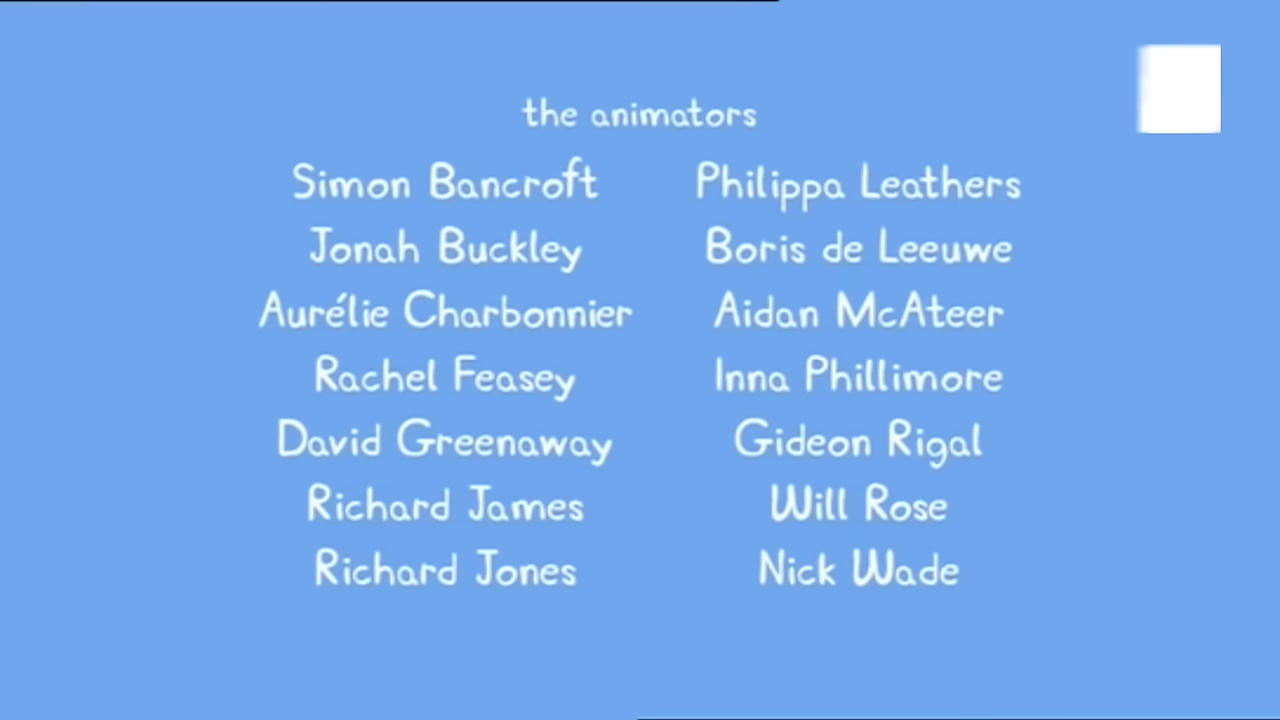 the animators
Simon Bancroft
Jonah Buckley
Aurélie Charbonnier
Rachel Feasey
David Greenaway
Richard James
Richard Jones
Philippa Leathers
Boris de Leeuwe
Aidan McAteer
Inna Phillimore
Gideon Rigal
Will Rose
Nick Wade